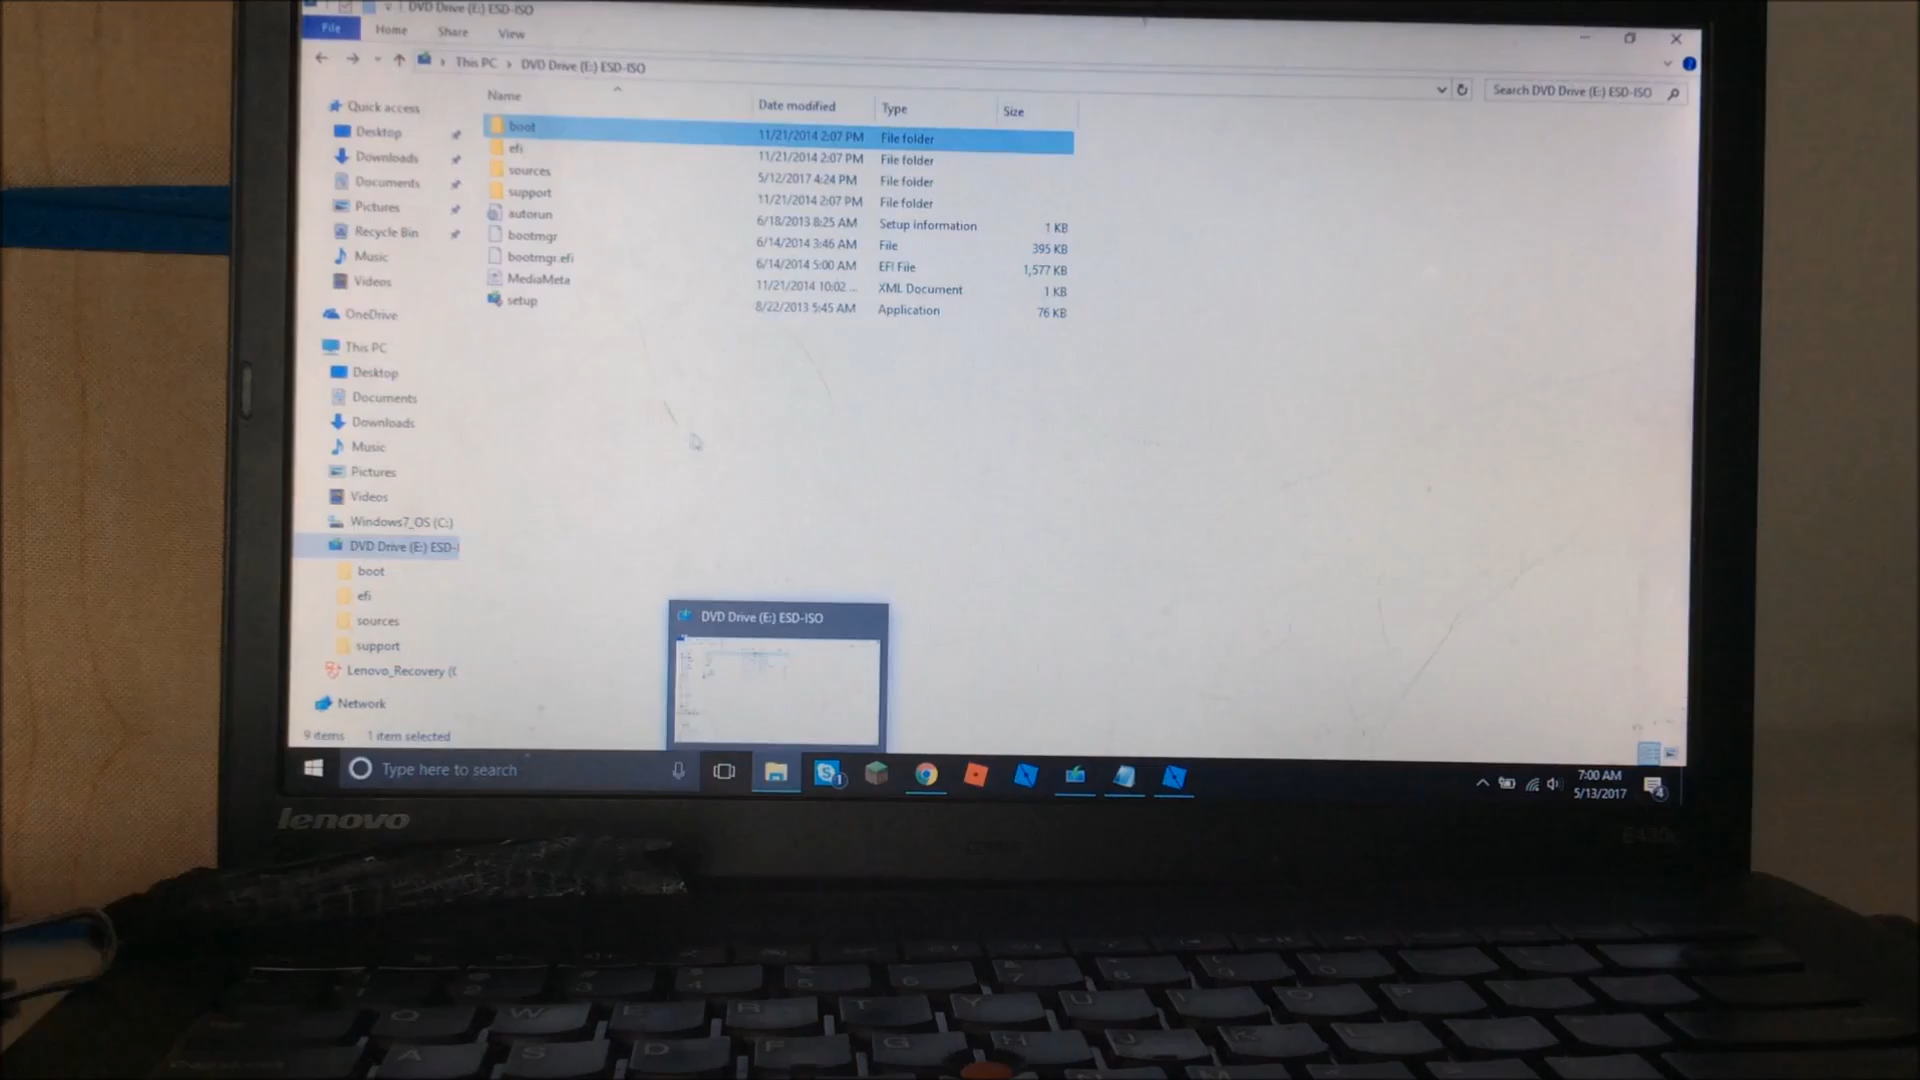 DVD Drive (E:) ESD-ISO
File Home Share View
This PC › DVD Drive (E:) ESD-ISO
Search DVD Drive (E:) ESD-ISO
Name Date modified Type Size
boot 11/21/2014 2:07 PM File folder
efi 11/21/2014 2:07 PM File folder
sources 5/12/2017 4:24 PM File folder
support 11/21/2014 2:07 PM File folder
autorun 6/18/2013 8:25 AM Setup Information 1 KB
bootmgr 6/14/2014 3:46 AM File 395 KB
bootmgr.efi 6/14/2014 5:00 AM EFI File 1,577 KB
MediaMeta 11/21/2014 10:02 ... XML Document 1 KB
setup 8/22/2013 5:45 AM Application 76 KB
Quick access
Desktop
Downloads
Documents
Pictures
Recycle Bin
Music
Videos
OneDrive
This PC
Desktop
Documents
Downloads
Music
Pictures
Videos
Windows7_OS (C:)
DVD Drive (E:) ESD-I
boot
efi
sources
support
Lenovo_Recovery (
Network
9 items 1 item selected
DVD Drive (E:) ESD-ISO
Type here to search
7:00 AM
5/13/2017
lenovo
Q W E R T Y U I O P
A S D F G H J K L